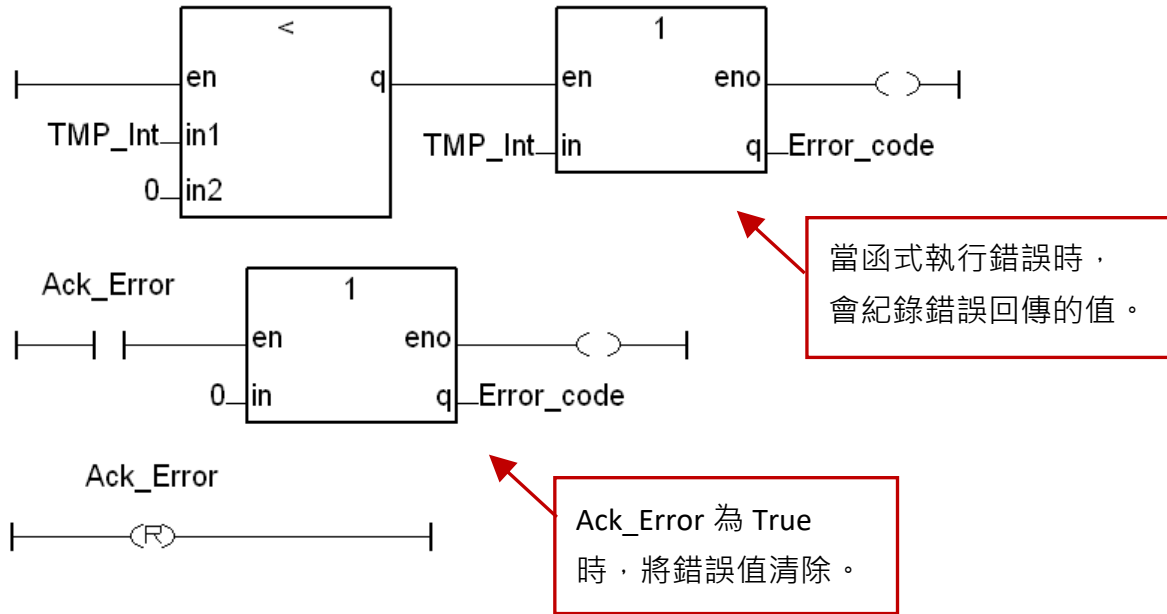 <
en q
TMP_Int in1
0 in2
1
en eno
TMP_Int in
q Error_code
當函式執行錯誤時，
會紀錄錯誤回傳的值。
Ack_Error
1
en eno
0 in
q Error_code
Ack_Error
R
Ack_Error 為 True
時，將錯誤值清除。